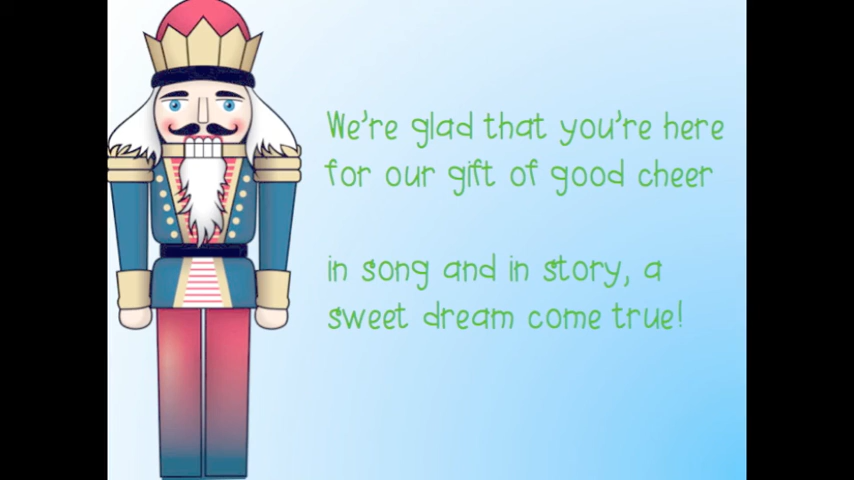 We're glad that you're here
for our gift of good cheer
in song and in story, a
sweet dream come true!